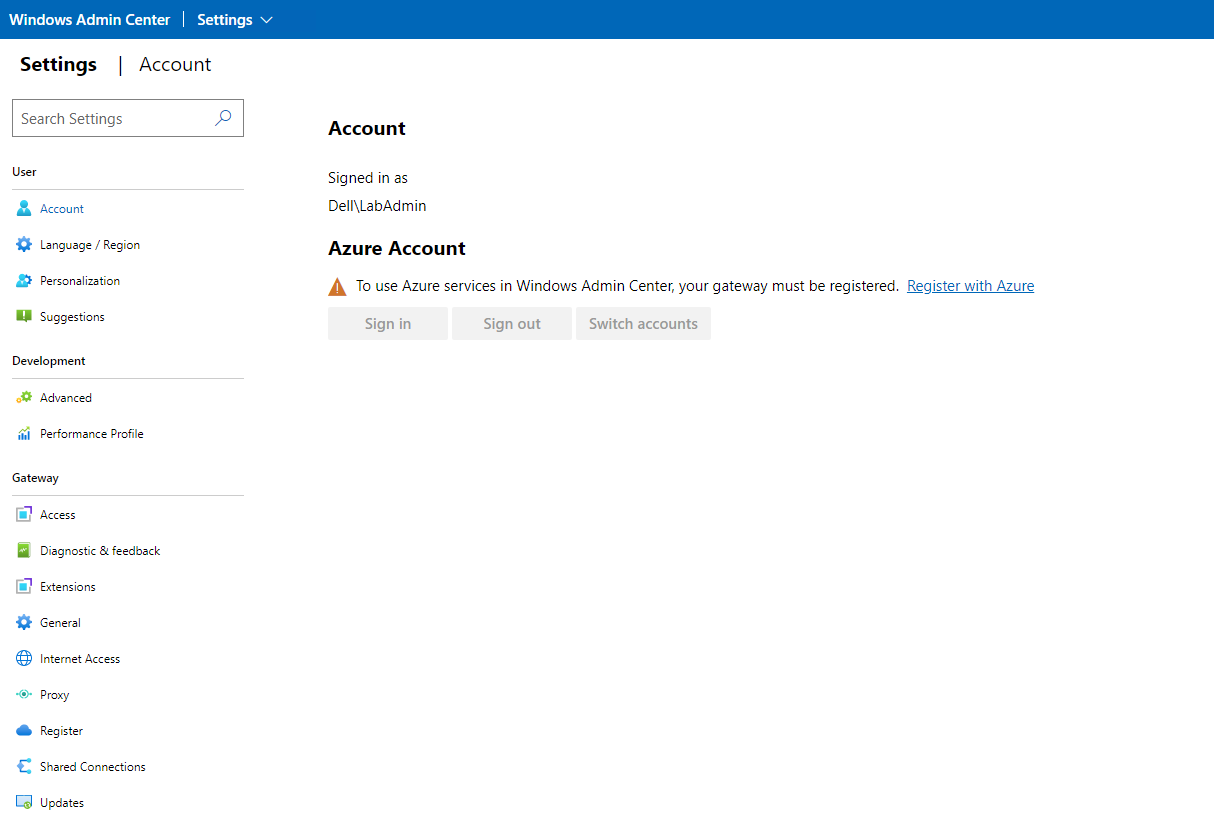 Windows Admin Center | Settings
Settings | Account
Search Settings
User
Account
Language / Region
Personalization
Suggestions
Development
Advanced
Performance Profile
Gateway
Access
Diagnostic & feedback
Extensions
General
Internet Access
Proxy
Register
Shared Connections
Updates
Account
Signed in as
Dell\LabAdmin
Azure Account
To use Azure services in Windows Admin Center, your gateway must be registered. Register with Azure
Sign in Sign out Switch accounts